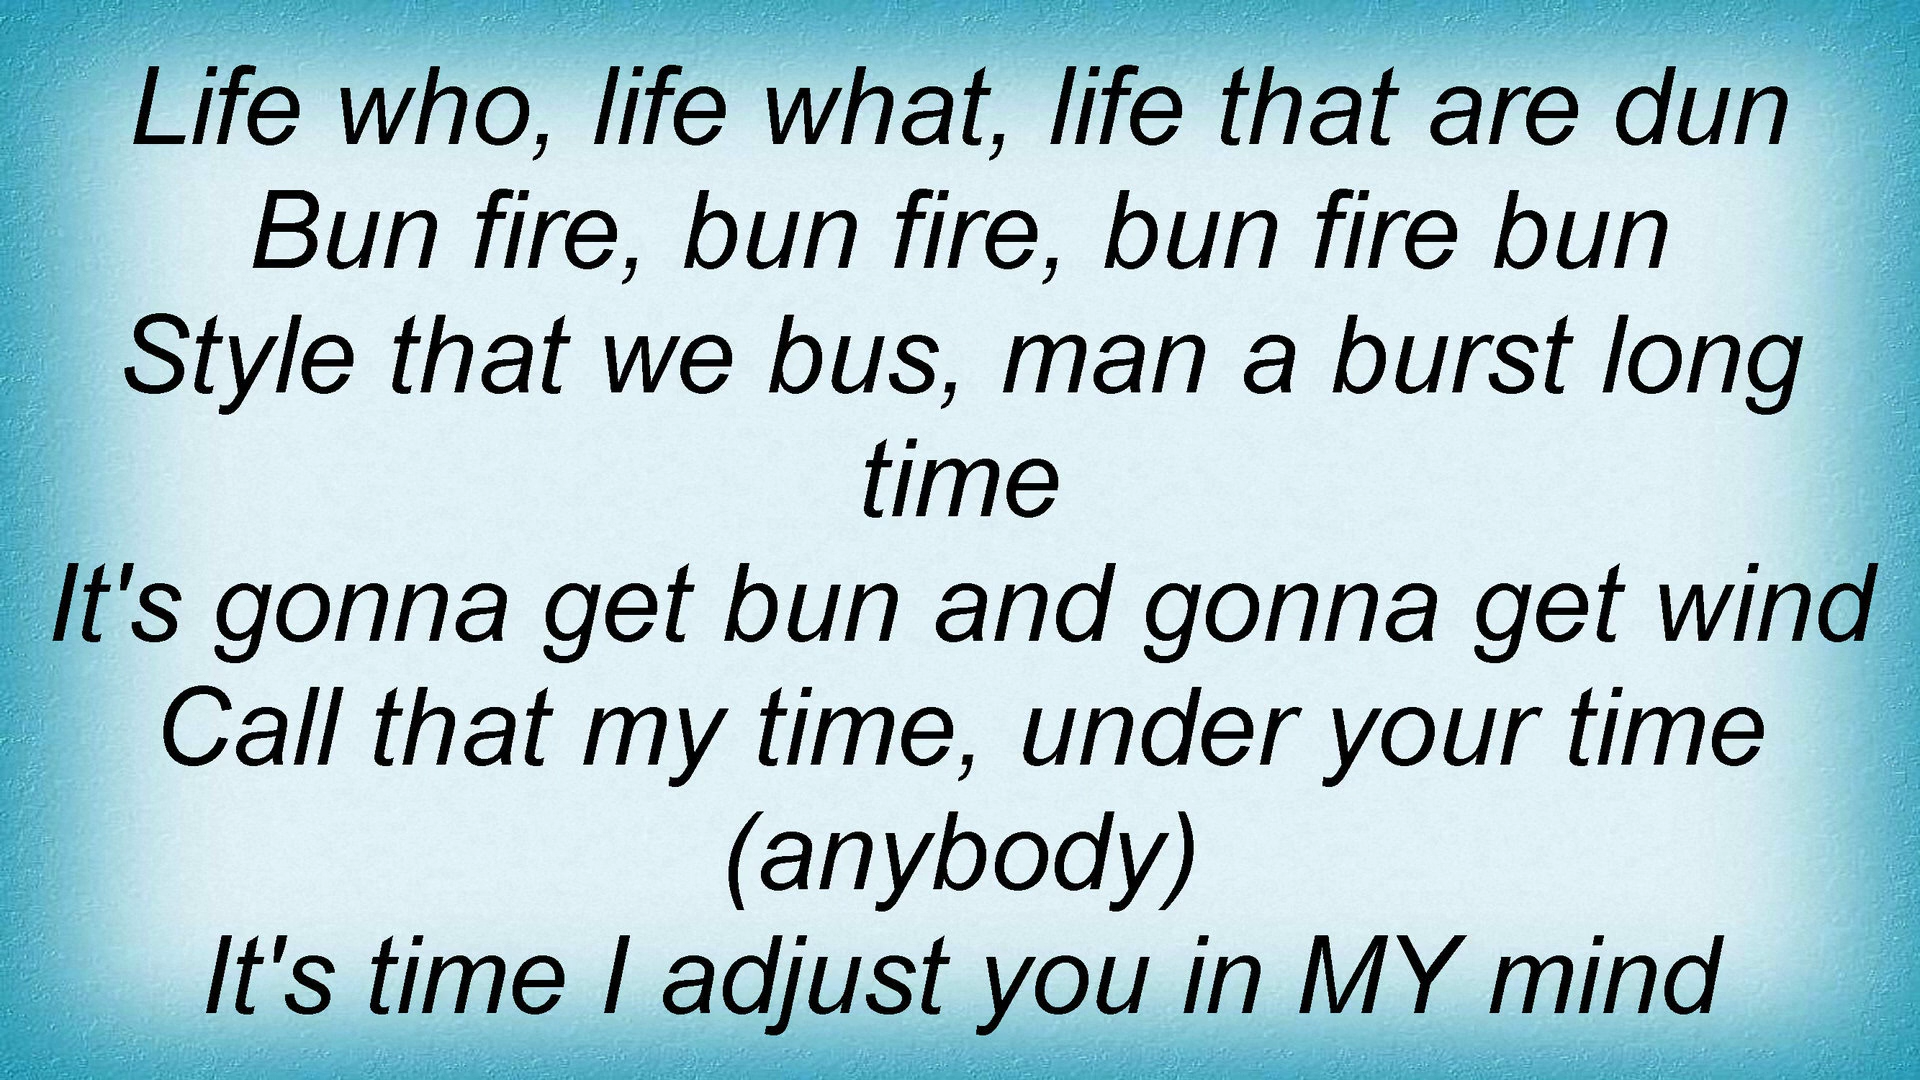 Life who, life what, life that are dun
Bun fire, bun fire, bun fire bun
Style that we bus, man a burst long
time
It's gonna get bun and gonna get wind
Call that my time, under your time
(anybody)
It's time I adjust you in MY mind